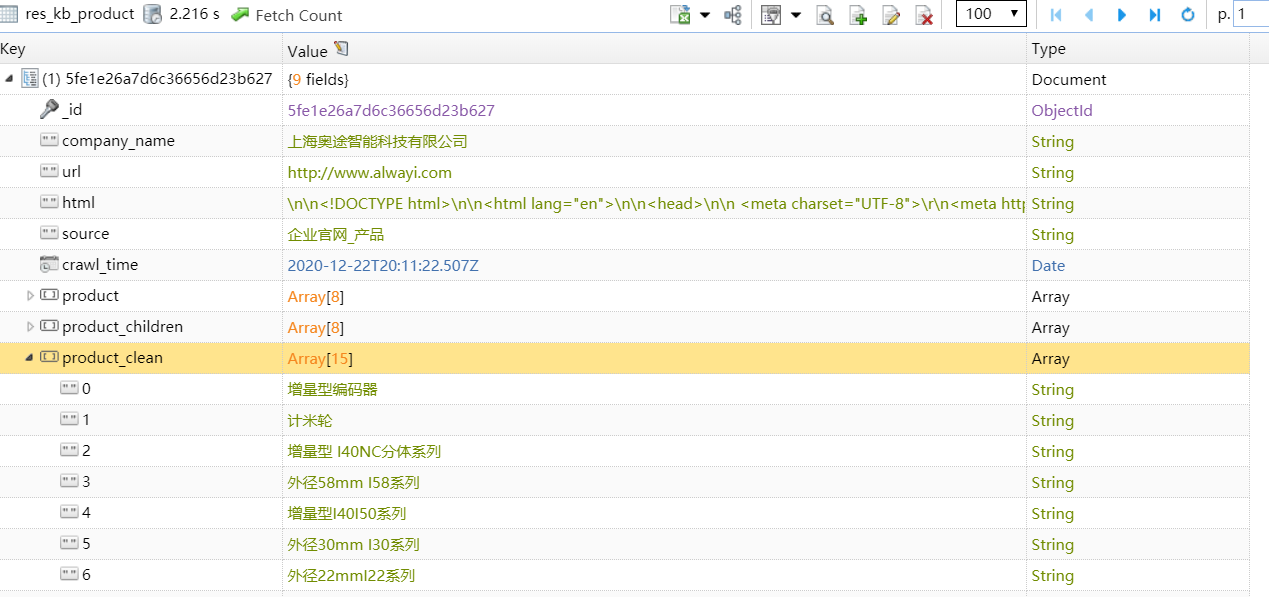 res_kb_product 2.216 s Fetch Count 100 p. 1
Key Value Type
(1) 5fe1e26a7d6c36656d23b627 {9 fields} Document
_id 5fe1e26a7d6c36656d23b627 ObjectId
company_name 上海奥途智能科技有限公司 String
url http://www.alwayi.com String
html \n\n<!DOCTYPE html>\n\n<html lang="en">\n\n<head>\n\n <meta charset="UTF-8">\r\n<meta http String
source 企业官网_产品 String
crawl_time 2020-12-22T20:11:22.507Z Date
product Array[8] Array
product_children Array[8] Array
product_clean Array[15] Array
0 增量型编码器 String
1 计米轮 String
2 增量型 I40NC分体系列 String
3 外径58mm I58系列 String
4 增量型I40I50系列 String
5 外径30mm I30系列 String
6 外径22mmI22系列 String